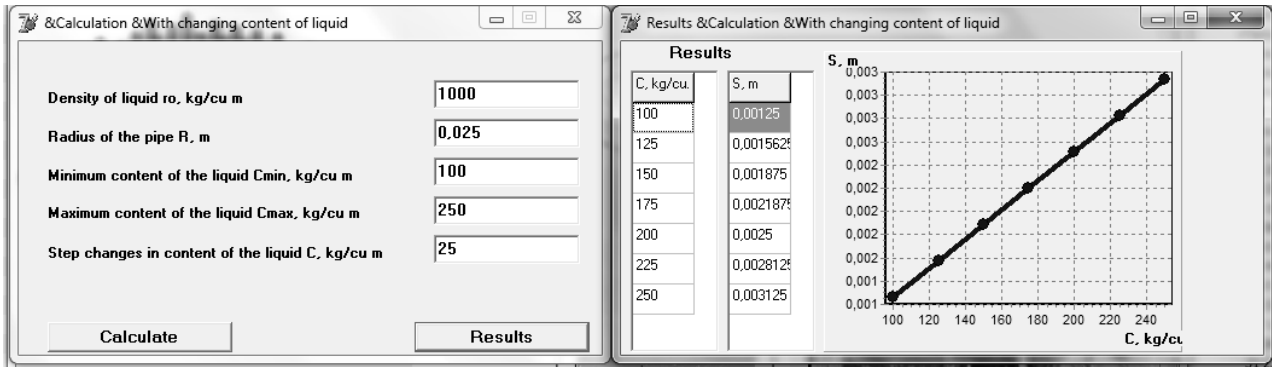 &Calculation &With changing content of liquid
Density of liquid ro, kg/cu m
1000
Radius of the pipe R, m
0,025
Minimum content of the liquid Cmin, kg/cu m
100
Maximum content of the liquid Cmax, kg/cu m
250
Step changes in content of the liquid C, kg/cu m
25
Calculate
Results
Results &Calculation &With changing content of liquid
Results
C, kg/cu. S, m
100 0,00125
125 0,0015625
150 0,001875
175 0,0021875
200 0,0025
225 0,0028125
250 0,003125
S, m
0,003
0,003
0,003
0,003
0,002
0,002
0,002
0,002
0,002
0,001
0,001
100 120 140 160 180 200 220 240
C, kg/cu